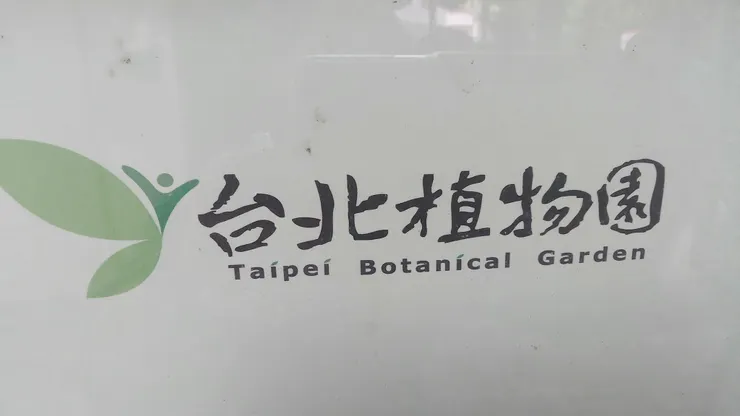 台北植物園
Taipei Botanical Garden